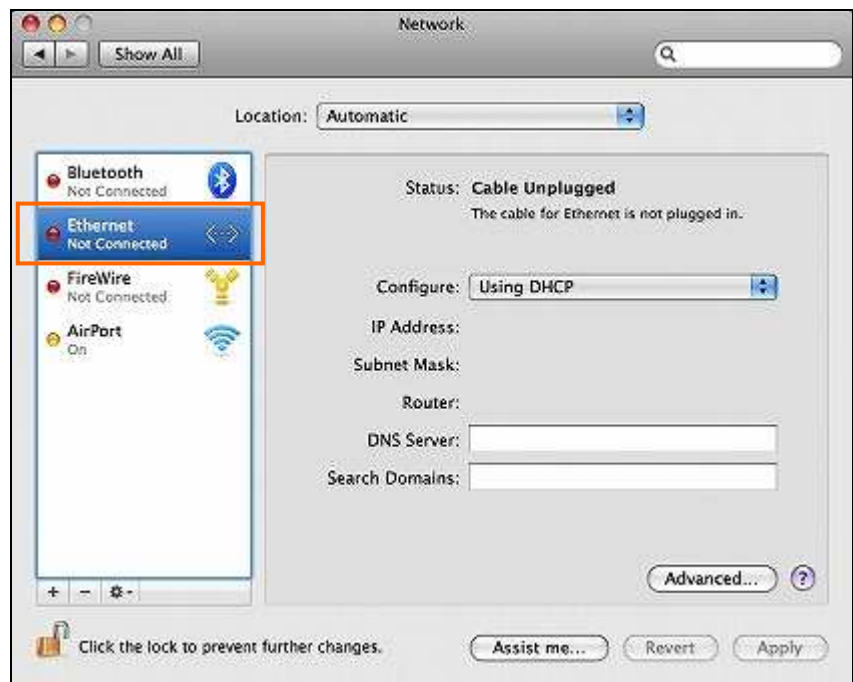 Network
Show All
Location: Automatic
Bluetooth
Not Connected
Ethernet
Not Connected
FireWire
Not Connected
AirPort
On
Status: Cable Unplugged
The cable for Ethernet is not plugged in.
Configure: Using DHCP
IP Address:
Subnet Mask:
Router:
DNS Server:
Search Domains:
Advanced... ?
+ −
Click the lock to prevent further changes.
Assist me... Revert Apply